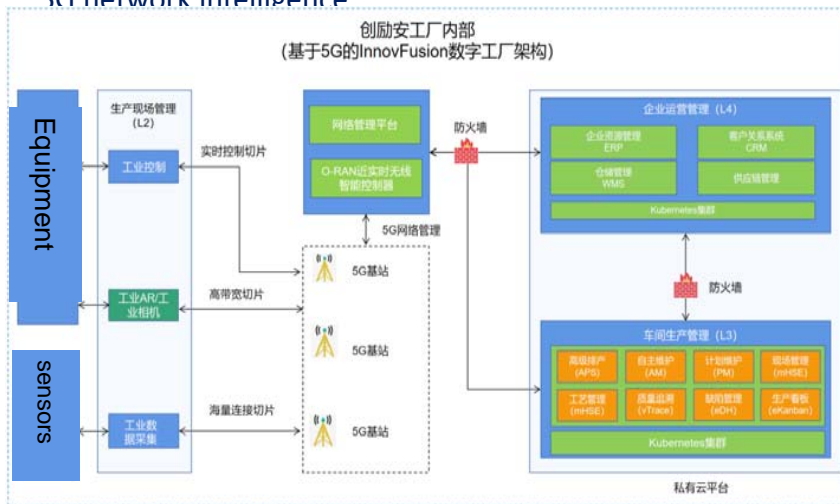 5G network intelligence
创励安工厂内部
(基于5G的InnovFusion数字工厂架构)
Equipment
sensors
生产现场管理
(L2)
工业控制
工业AR/工
业相机
工业数
据采集
实时控制切片
高带宽切片
海量连接切片
网络管理平台
O-RAN近实时无线
智能控制器
5G网络管理
5G基站
5G基站
5G基站
防火墙
企业运营管理 (L4)
企业资源管理
ERP
客户关系系统
CRM
仓储管理
WMS
供应链管理
Kubernetes集群
防火墙
车间生产管理 (L3)
高级排产
(APS)
自主维护
(AM)
计划维护
(PM)
现场管理
(mHSE)
工艺管理
(mHSE)
质量追溯
(vTrace)
缺陷管理
(eDH)
生产看板
(eKanban)
Kubernetes集群
私有云平台